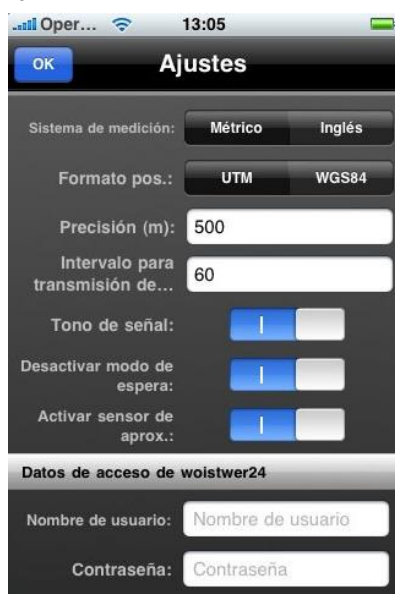 Oper... 13:05
OK Ajustes
Sistema de medición: Métrico Inglés
Formato pos.: UTM WGS84
Precisión (m): 500
Intervalo para
transmisión de... 60
Tono de señal:
Desactivar modo de
espera:
Activar sensor de
aprox.:
Datos de acceso de woistwer24
Nombre de usuario: Nombre de usuario
Contraseña: Contraseña